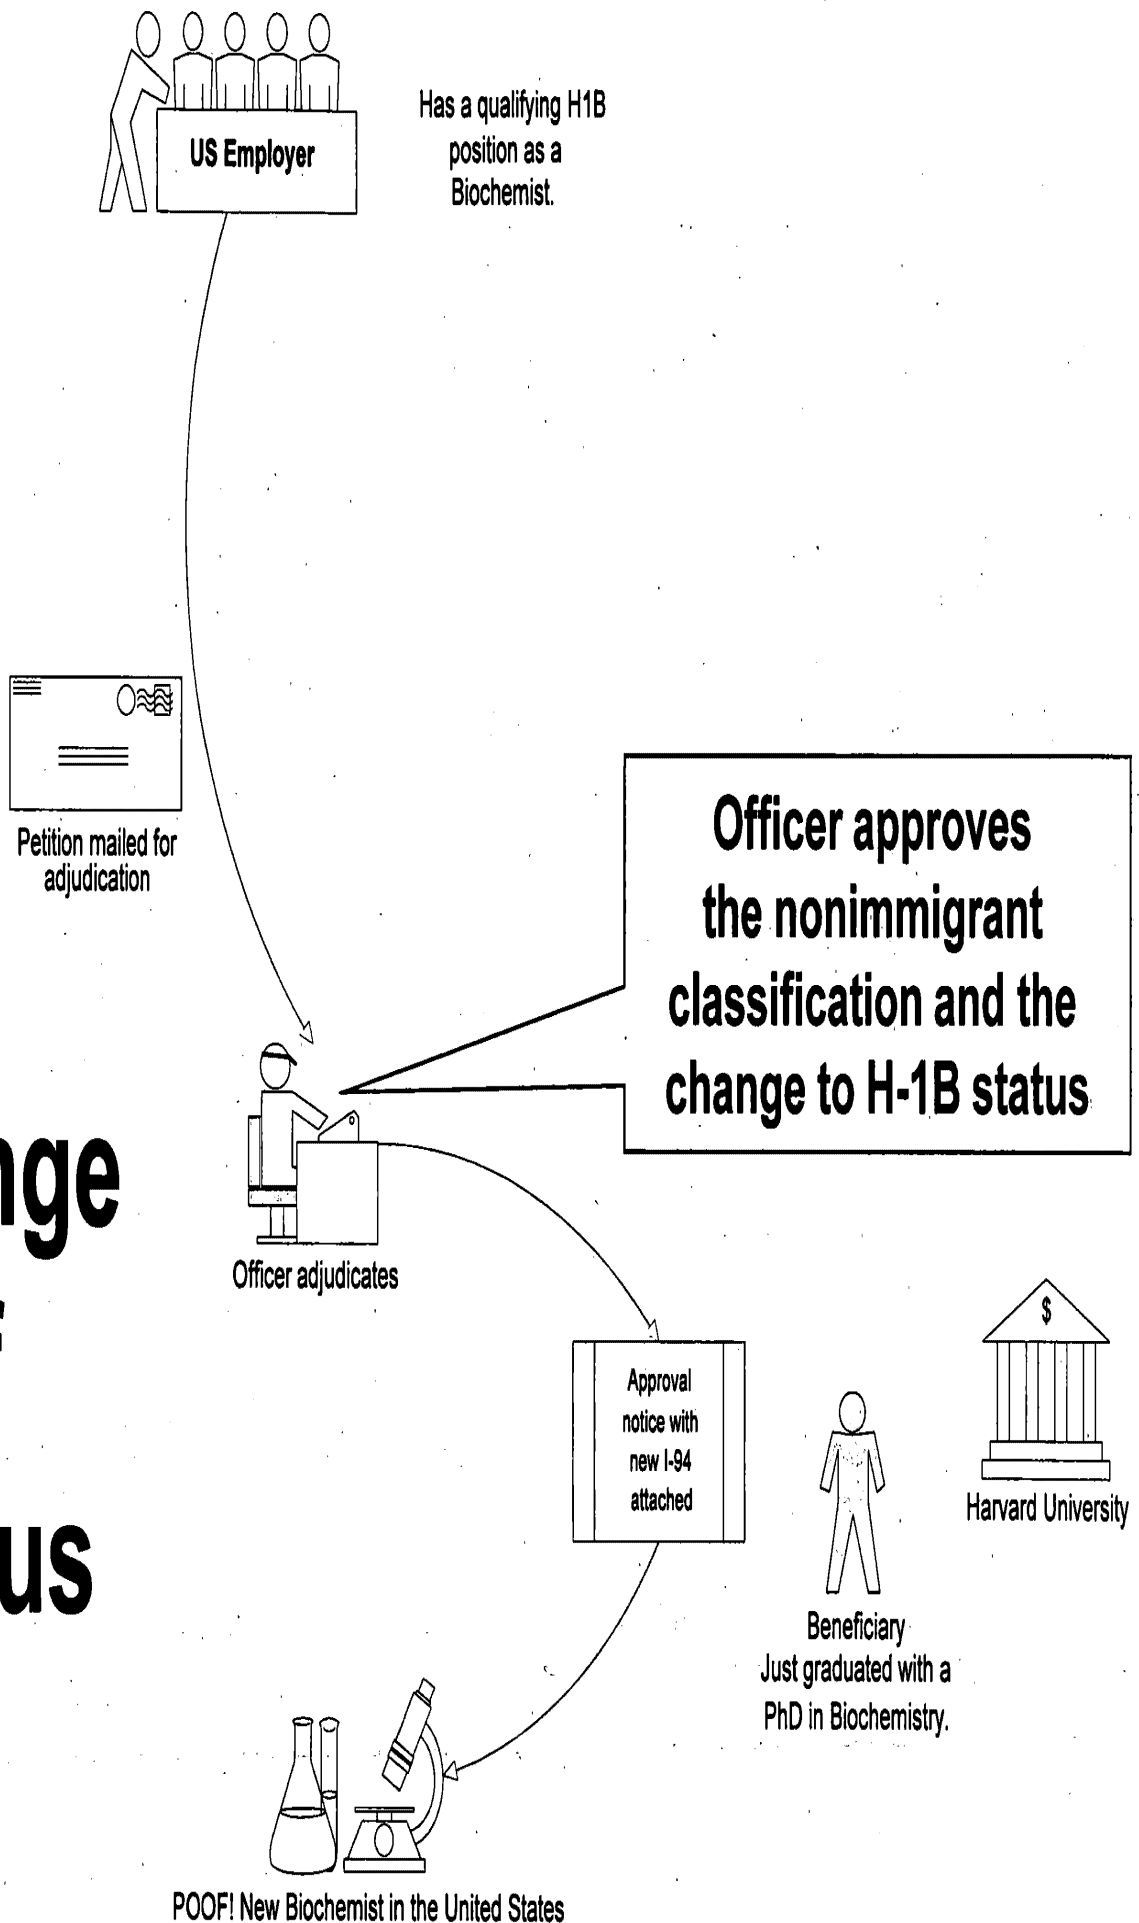 US Employer
Has a qualifying H1B
position as a
Biochemist.
Petition mailed for
adjudication
Officer approves
the nonimmigrant
classification and the
change to H-1B status
nge
us
Officer adjudicates
Approval
notice with
new I-94
attached
$
Harvard University
Beneficiary
Just graduated with a
PhD in Biochemistry.
POOF! New Biochemist in the United States